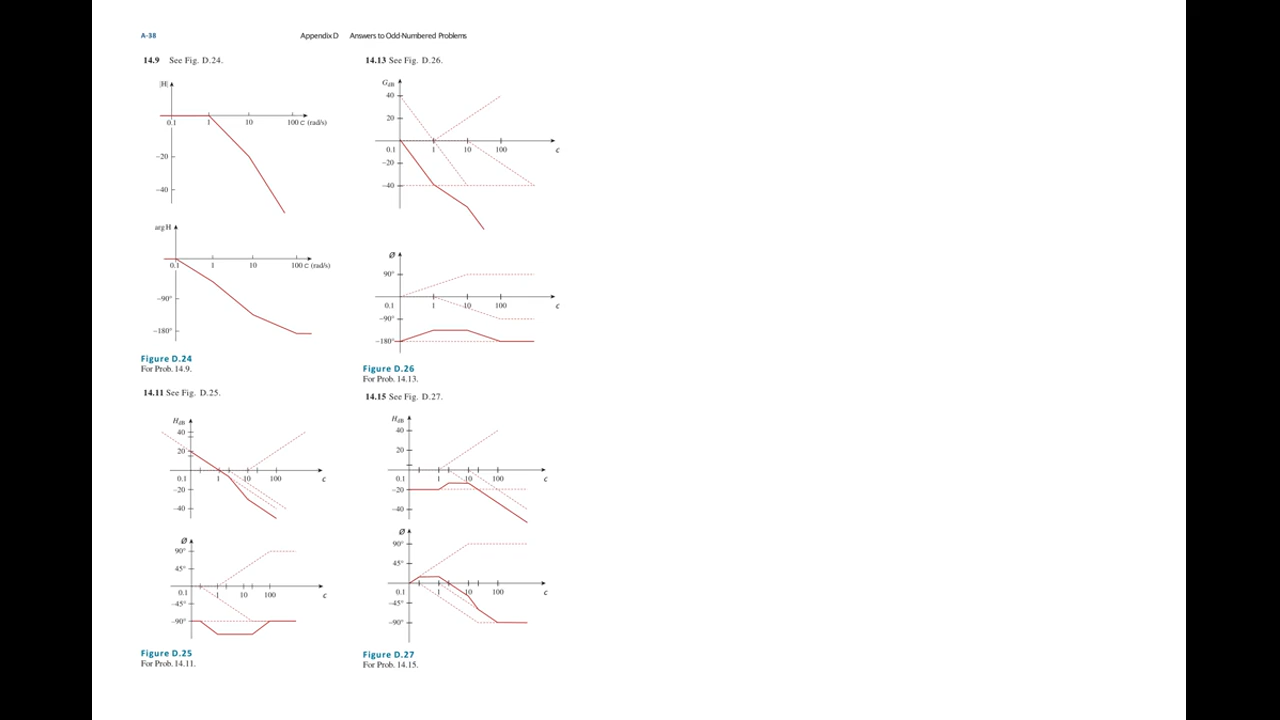 A-38
Appendix D Answers to Odd-Numbered Problems
14.9 See Fig. D.24.
|H|
0.1 1 10 100 c (rad/s)
−20
−40
arg H
0.1 1 10 100 c (rad/s)
−90°
−180°
Figure D.24
For Prob. 14.9.
14.11 See Fig. D.25.
HdB
40
20
0.1 1 10 100 c
−20
−40
Ø
90°
45°
0.1 1 10 100 c
−45°
−90°
Figure D.25
For Prob. 14.11.
14.13 See Fig. D.26.
GdB
40
20
0.1 1 10 100 c
−20
−40
Ø
90°
0.1 1 10 100 c
−90°
−180°
Figure D.26
For Prob. 14.13.
14.15 See Fig. D.27.
HdB
40
20
0.1 1 10 100 c
−20
−40
Ø
90°
45°
0.1 1 10 100 c
−45°
−90°
Figure D.27
For Prob. 14.15.